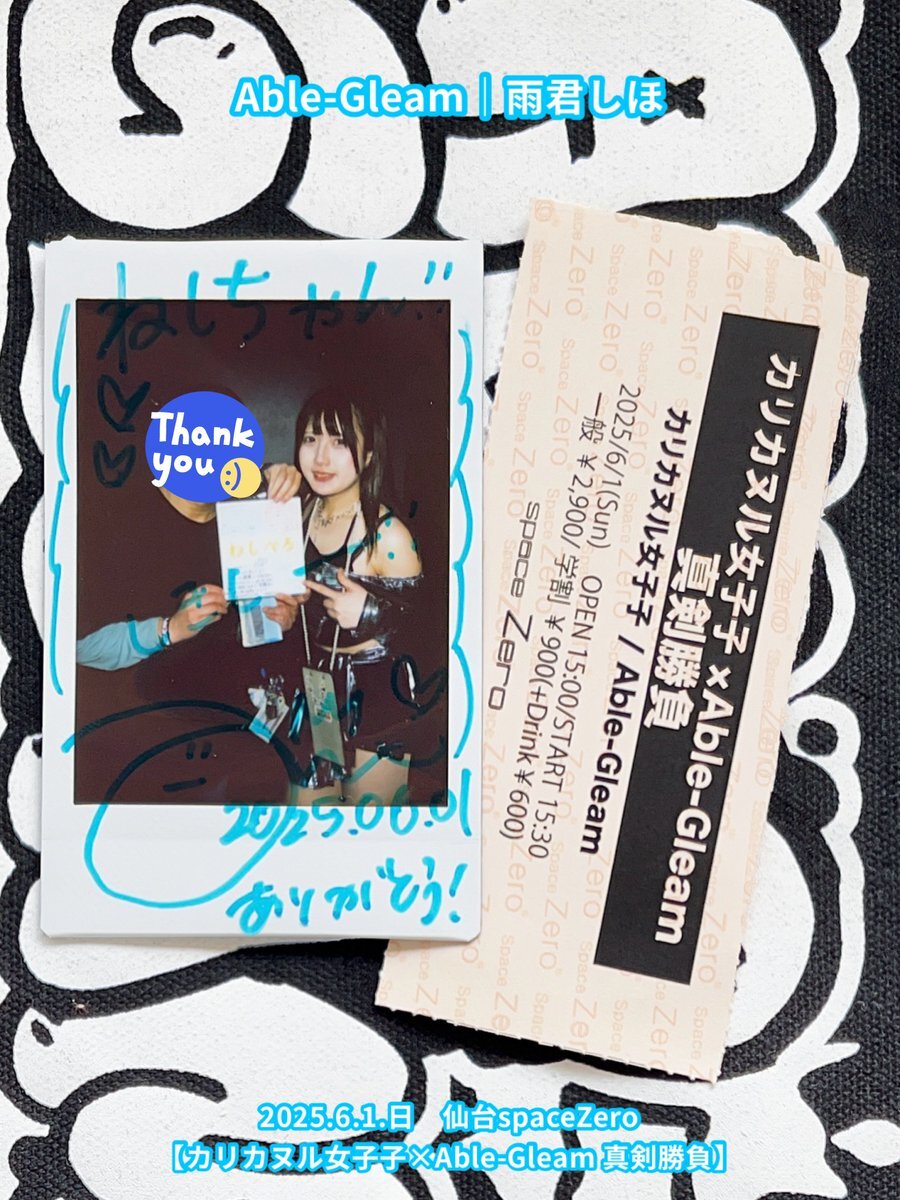 Able-Gleam｜雨君しほ
ねしちゃん!!
Thank
you
ねしぺろ
2025.06.01
ありがとう!
カリカヌル女子子×Able-Gleam
真剣勝負
カリカヌル女子子 / Able-Gleam
2025/6/1(Sun) OPEN 15:00/START 15:30
一般 ¥2,900/ 学割 ¥900(+Drink¥600)
space Zero
2025.6.1.日 仙台spaceZero
【カリカヌル女子子×Able-Gleam 真剣勝負】